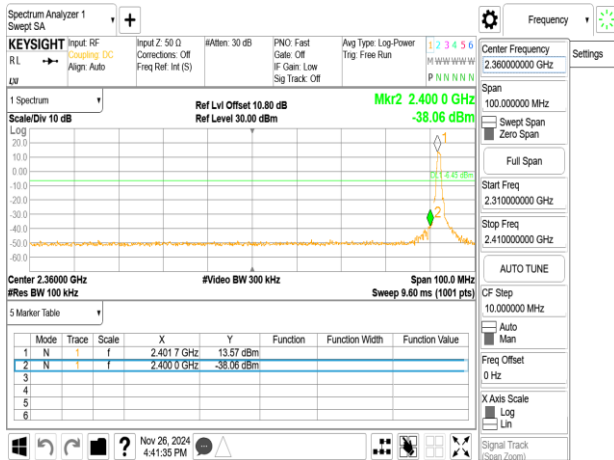 Spectrum Analyzer 1
Swept SA
Frequency
KEYSIGHT
RL
Input: RF
Coupling: DC
Align: Auto
Input Z: 50 Ω
Corrections: Off
Freq Ref: Int (S)
#Atten: 30 dB
PNO: Fast
Gate: Off
IF Gain: Low
Sig Track: Off
Avg Type: Log-Power
Trig: Free Run
1 2 3 4 5 6
M W W W W W
P N N N N N
Center Frequency
2.360000000 GHz
Settings
1 Spectrum
Scale/Div 10 dB
Ref Lvl Offset 10.80 dB
Ref Level 30.00 dBm
Mkr2 2.400 0 GHz
-38.06 dBm
Span
100.000000 MHz
Swept Span
Zero Span
Full Span
Start Freq
2.310000000 GHz
Stop Freq
2.410000000 GHz
AUTO TUNE
CF Step
10.000000 MHz
Auto
Man
Freq Offset
0 Hz
X Axis Scale
Log
Lin
Signal Track
(Span Zoom)
Log
20.0
10.0
0.00
-10.0
-20.0
-30.0
-40.0
-50.0
-60.0
1
2
Center 2.36000 GHz
#Res BW 100 kHz
#Video BW 300 kHz
Span 100.0 MHz
Sweep 9.60 ms (1001 pts)
5 Marker Table
Mode Trace Scale X Y Function Function Width Function Value
1 N 1 f 2.401 7 GHz 13.57 dBm
2 N 1 f 2.400 0 GHz -38.06 dBm
3
4
5
6
?
Nov 26, 2024
4:41:35 PM